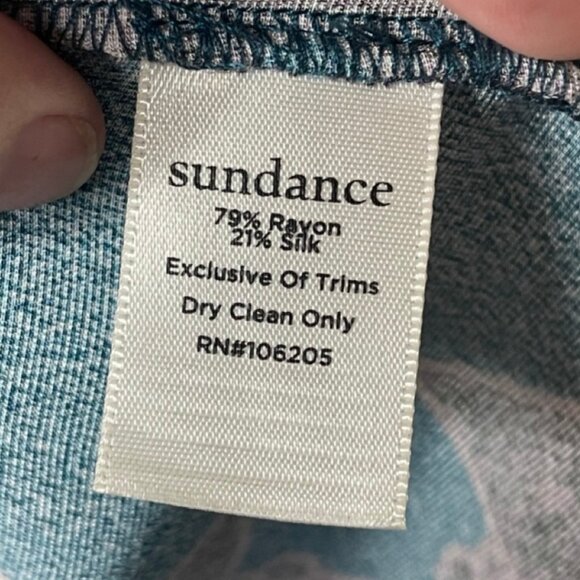 sundance
79% Rayon
21% Silk
Exclusive Of Trims
Dry Clean Only
RN#106205